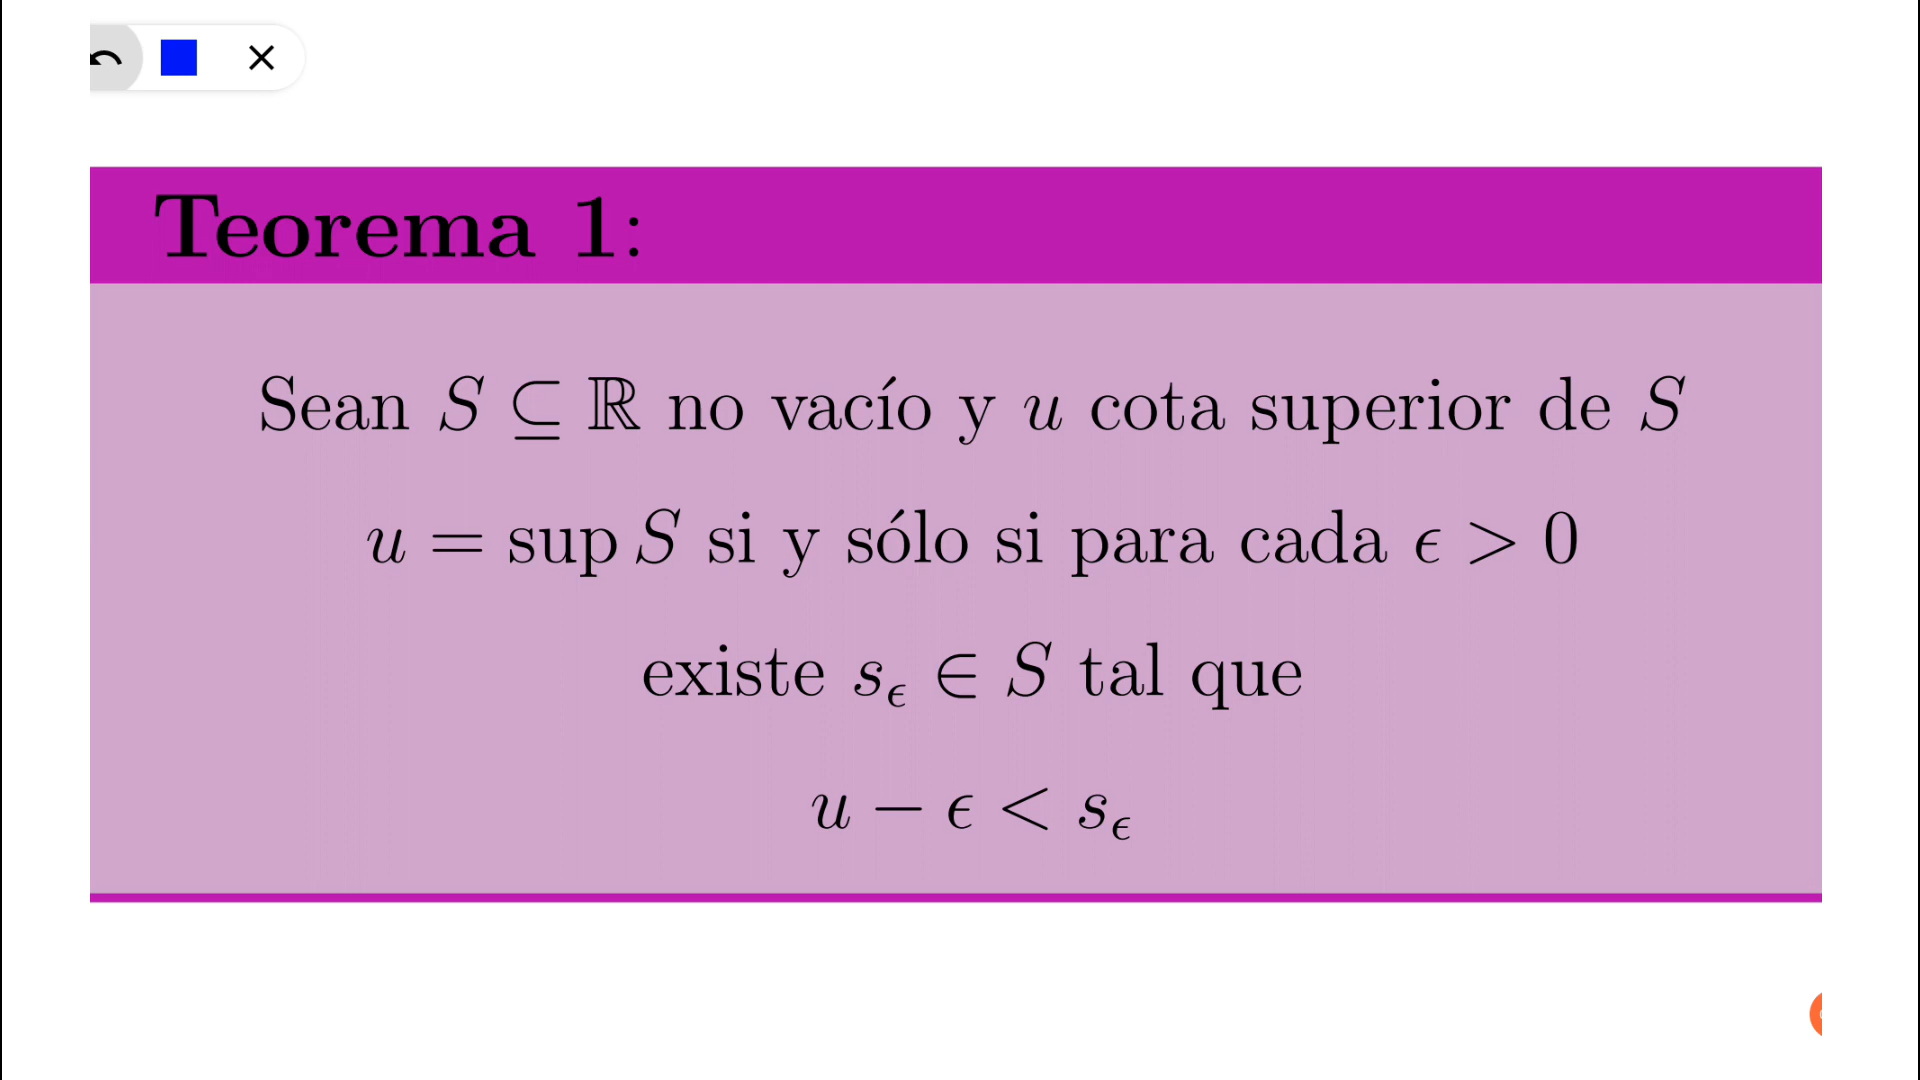 Teorema 1:
Sean S ⊆ ℝ no vacío y u cota superior de S
u = sup S si y sólo si para cada ϵ > 0
existe s_ϵ ∈ S tal que
u − ϵ < s_ϵ